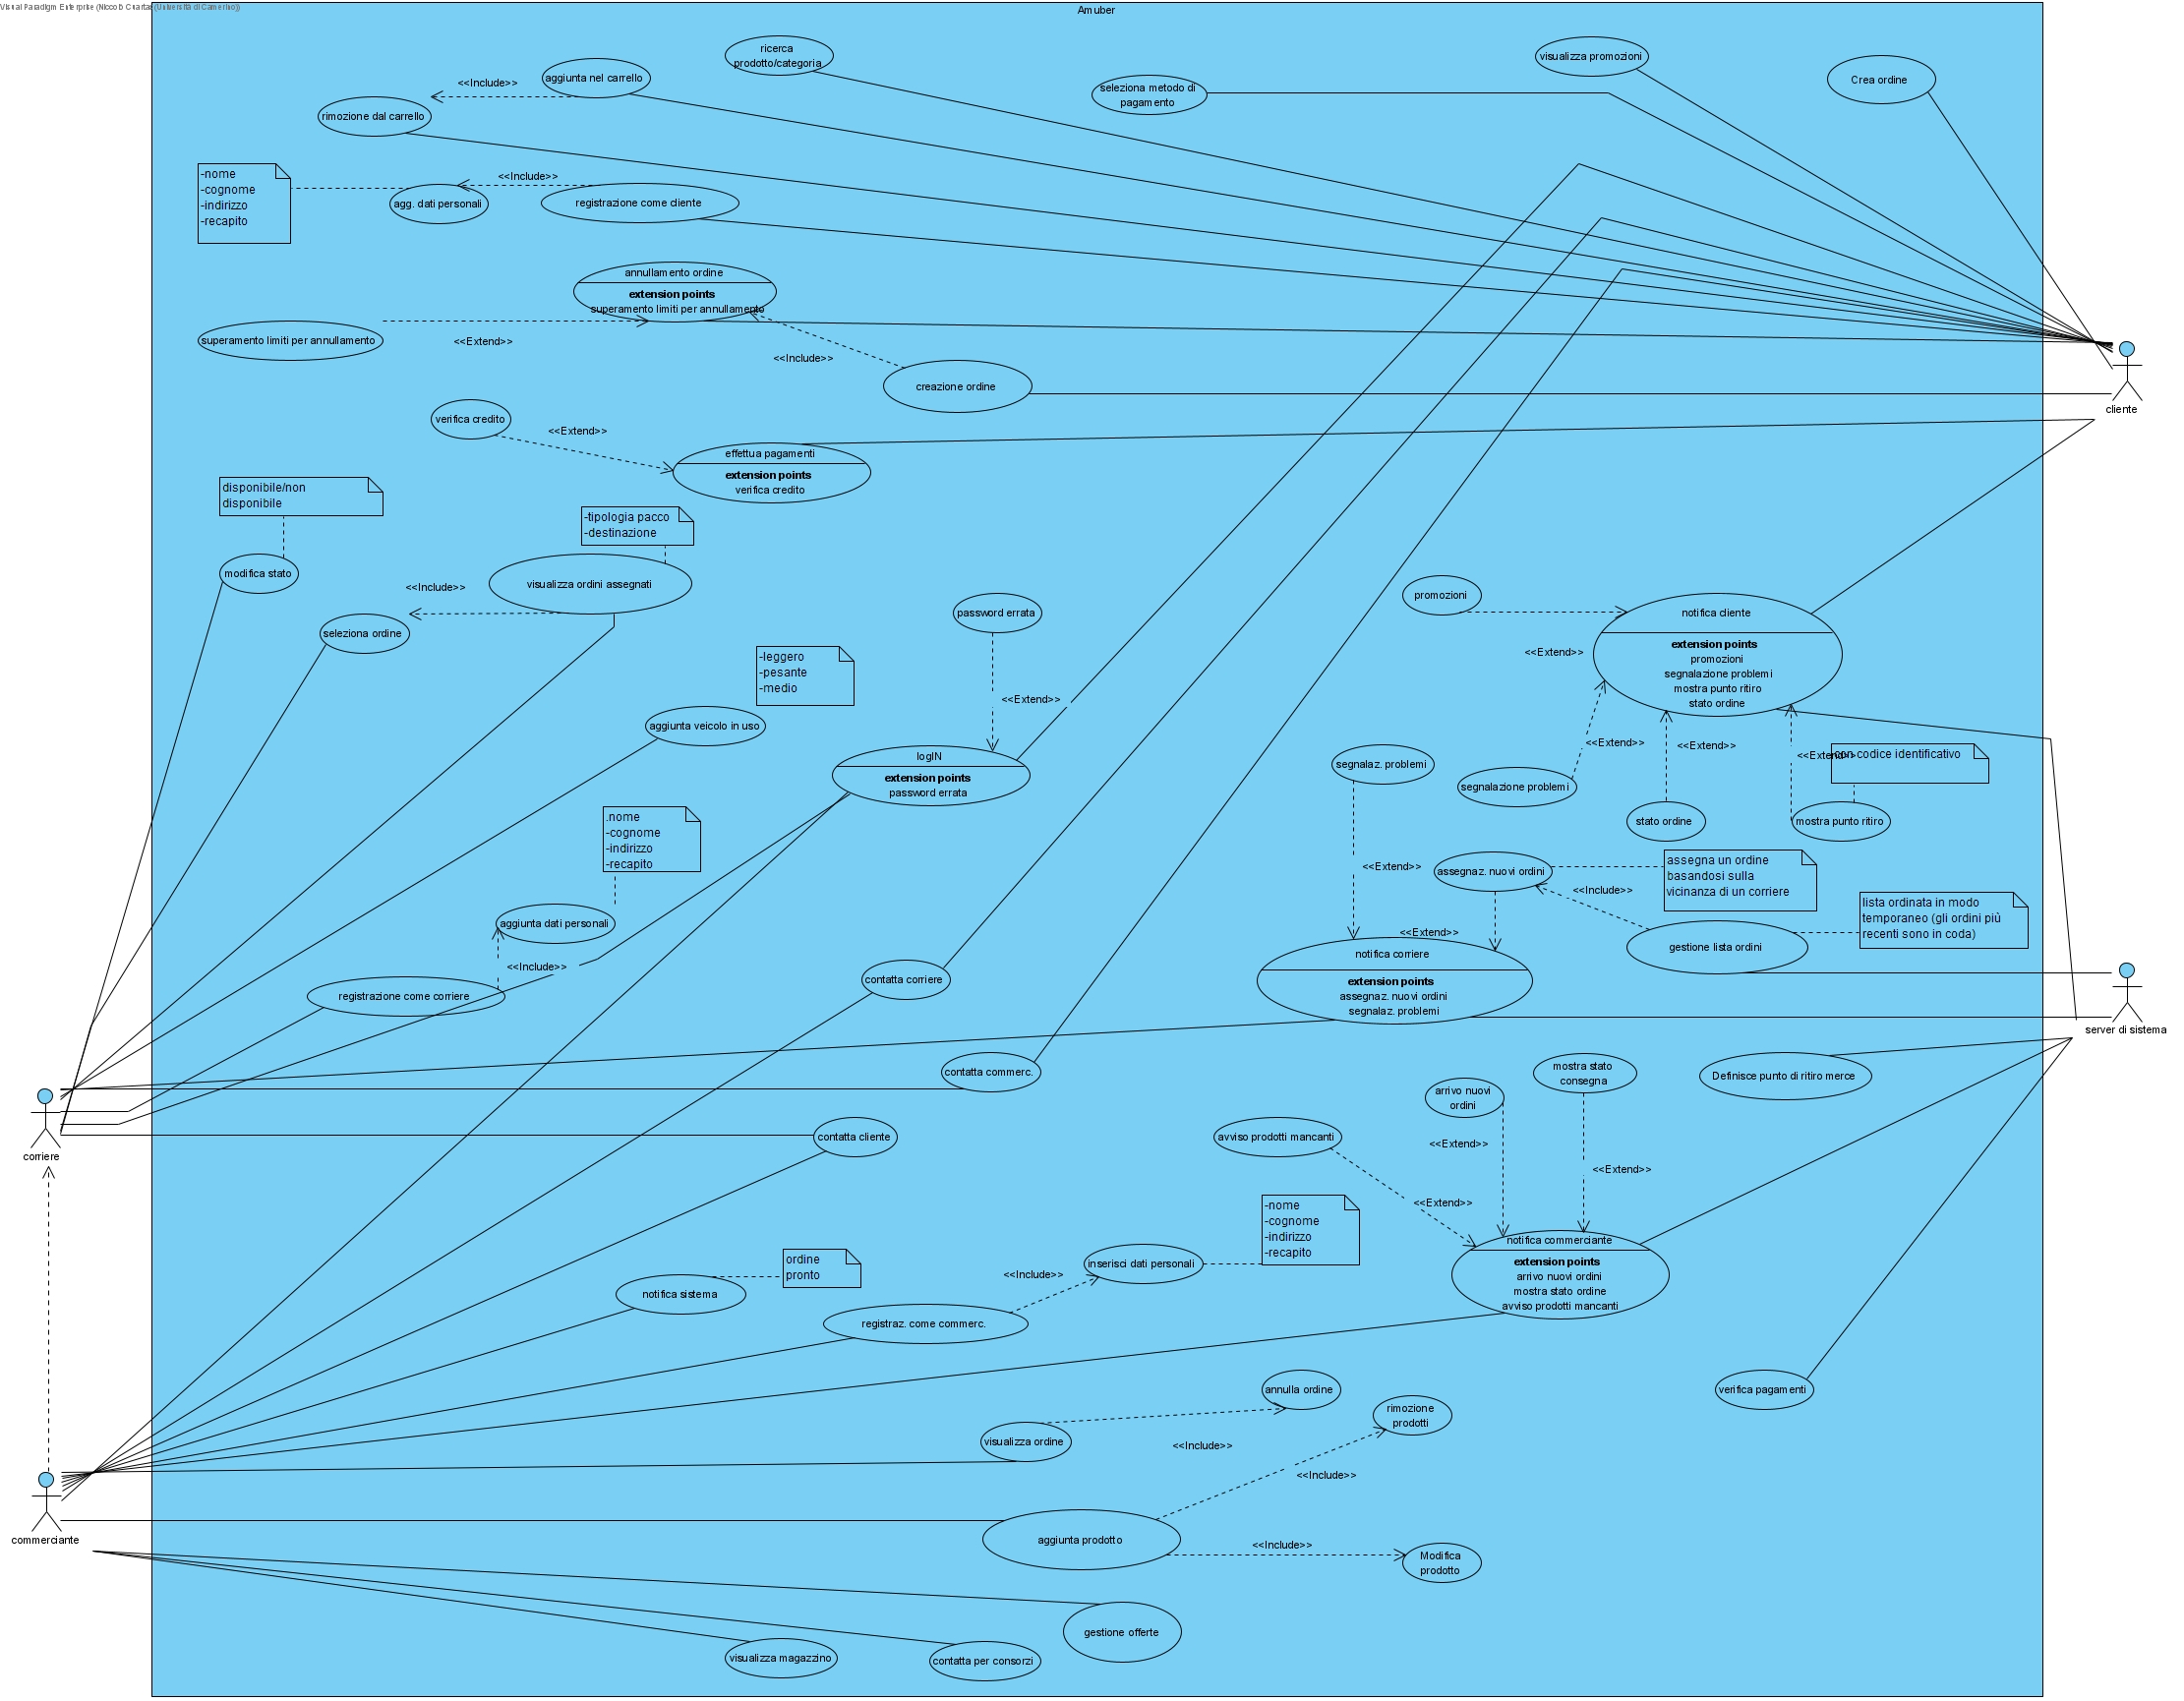 Visual Paradigm Enterprise (Niccolò Cuartas(Università di Camerino))
Amuber
ricerca
prodotto/categoria
visualizza promozioni
aggiunta nel carrello
<<Include>>
Crea ordine
seleziona metodo di
pagamento
rimozione dal carrello
-nome
-cognome
-indirizzo
-recapito
<<Include>>
agg. dati personali
registrazione come cliente
annullamento ordine
extension points
superamento limiti per annullamento
superamento limiti per annullamento
<<Extend>>
<<Include>>
creazione ordine
cliente
verifica credito
<<Extend>>
effettua pagamenti
extension points
verifica credito
disponibile/non
disponibile
-tipologia pacco
-destinazione
modifica stato
<<Include>>
visualizza ordini assegnati
seleziona ordine
password errata
promozioni
notifica cliente
extension points
promozioni
segnalazione problemi
mostra punto ritiro
stato ordine
<<Extend>>
-leggero
-pesante
-medio
<<Extend>>
aggiunta veicolo in uso
logIN
extension points
password errata
segnalaz. problemi
<<Extend>>
<<Extend>>
<<Extend>>
con codice identificativo
segnalazione problemi
stato ordine
mostra punto ritiro
.nome
-cognome
-indirizzo
-recapito
<<Extend>>
assegnaz. nuovi ordini
assegna un ordine
basandosi sulla
vicinanza di un corriere
<<Include>>
lista ordinata in modo
temporaneo (gli ordini più
recenti sono in coda)
aggiunta dati personali
<<Extend>>
gestione lista ordini
<<Include>>
notifica corriere
extension points
assegnaz. nuovi ordini
segnalaz. problemi
contatta corriere
registrazione come corriere
server di sistema
contatta commerc.
mostra stato
consegna
Definisce punto di ritiro merce
arrivo nuovi
ordini
corriere
contatta cliente
avviso prodotti mancanti
<<Extend>>
<<Extend>>
<<Extend>>
-nome
-cognome
-indirizzo
-recapito
notifica commerciante
extension points
arrivo nuovi ordini
mostra stato ordine
avviso prodotti mancanti
ordine
pronto
inserisci dati personali
<<Include>>
notifica sistema
registraz. come commerc.
annulla ordine
verifica pagamenti
rimozione
prodotti
visualizza ordine
<<Include>>
<<Include>>
commerciante
aggiunta prodotto
<<Include>>
Modifica
prodotto
gestione offerte
visualizza magazzino
contatta per consorzi